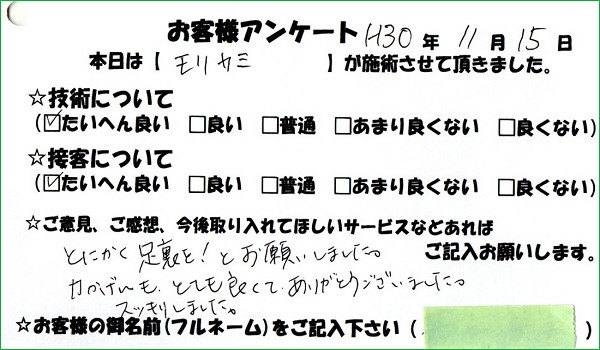 お客様アンケート H30 年 11 月 15 日
本日は【 モリカミ 】が施術させて頂きました。
☆技術について
(☑たいへん良い □良い □普通 □あまり良くない □良くない)
☆接客について
(☑たいへん良い □良い □普通 □あまり良くない □良くない)
☆ご意見、ご感想、今後取り入れてほしいサービスなどあれば
ご記入お願いします。
とにかく足裏を!とお願いしました。
力かげんも、とても良くて、ありがとうございました。
スッキリしました。
☆お客様の御名前(フルネーム)をご記入下さい( )